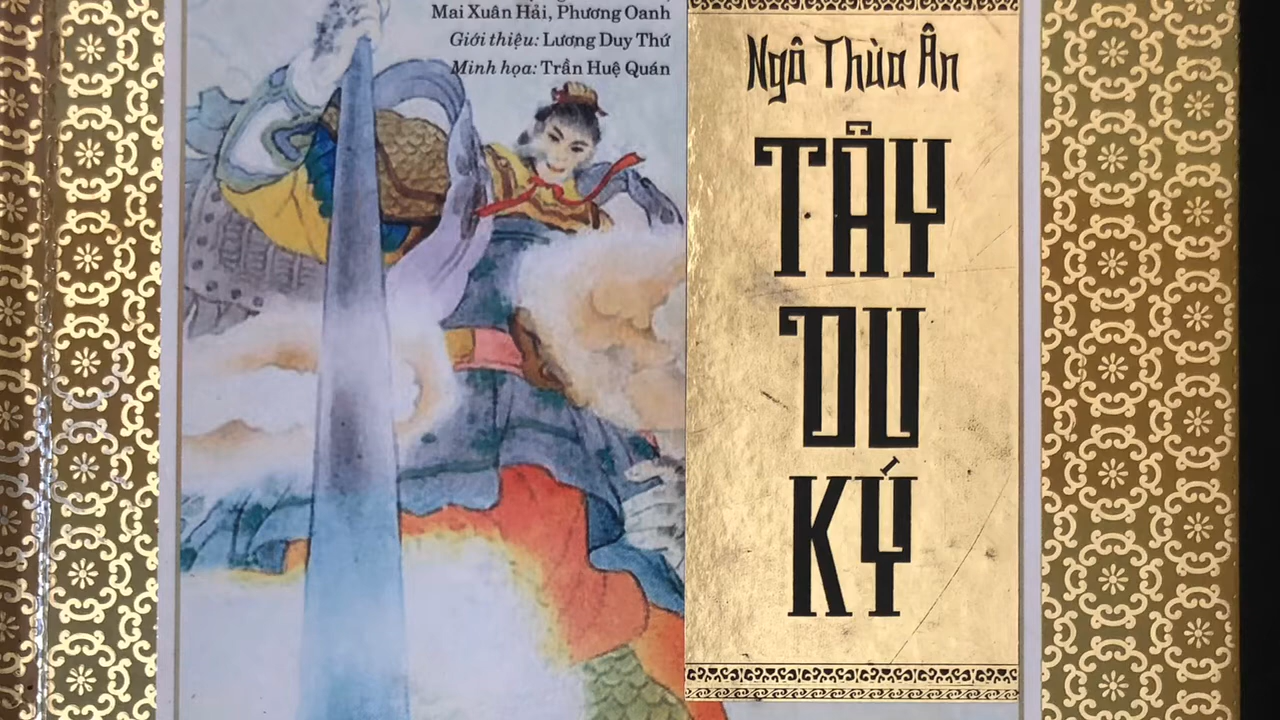 Mai Xuân Hải, Phương Oanh
Giới thiệu: Lương Duy Thứ
Minh họa: Trần Huệ Quán
Ngô Thừa Ân
TÂY
DU
KÝ